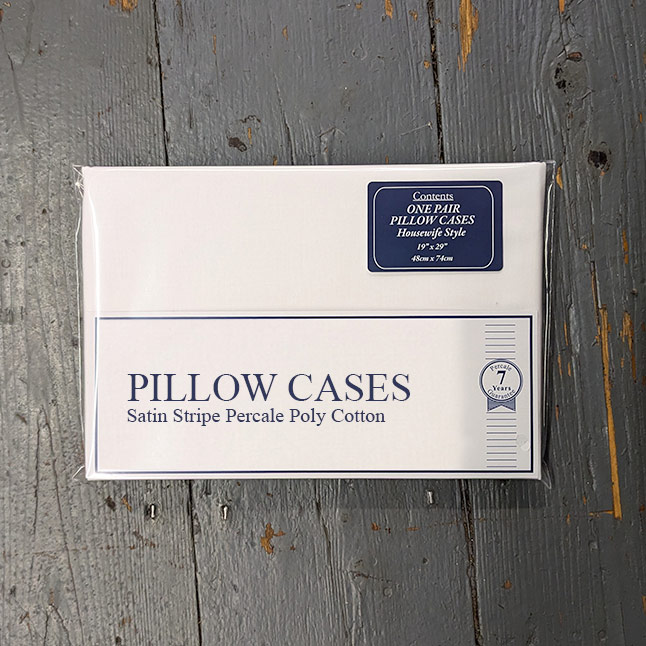 Contents
ONE PAIR
PILLOW CASES
Housewife Style
19" x 29"
48cm x 74cm
PILLOW CASES
Satin Stripe Percale Poly Cotton
Percale
7
Years
Guarantee